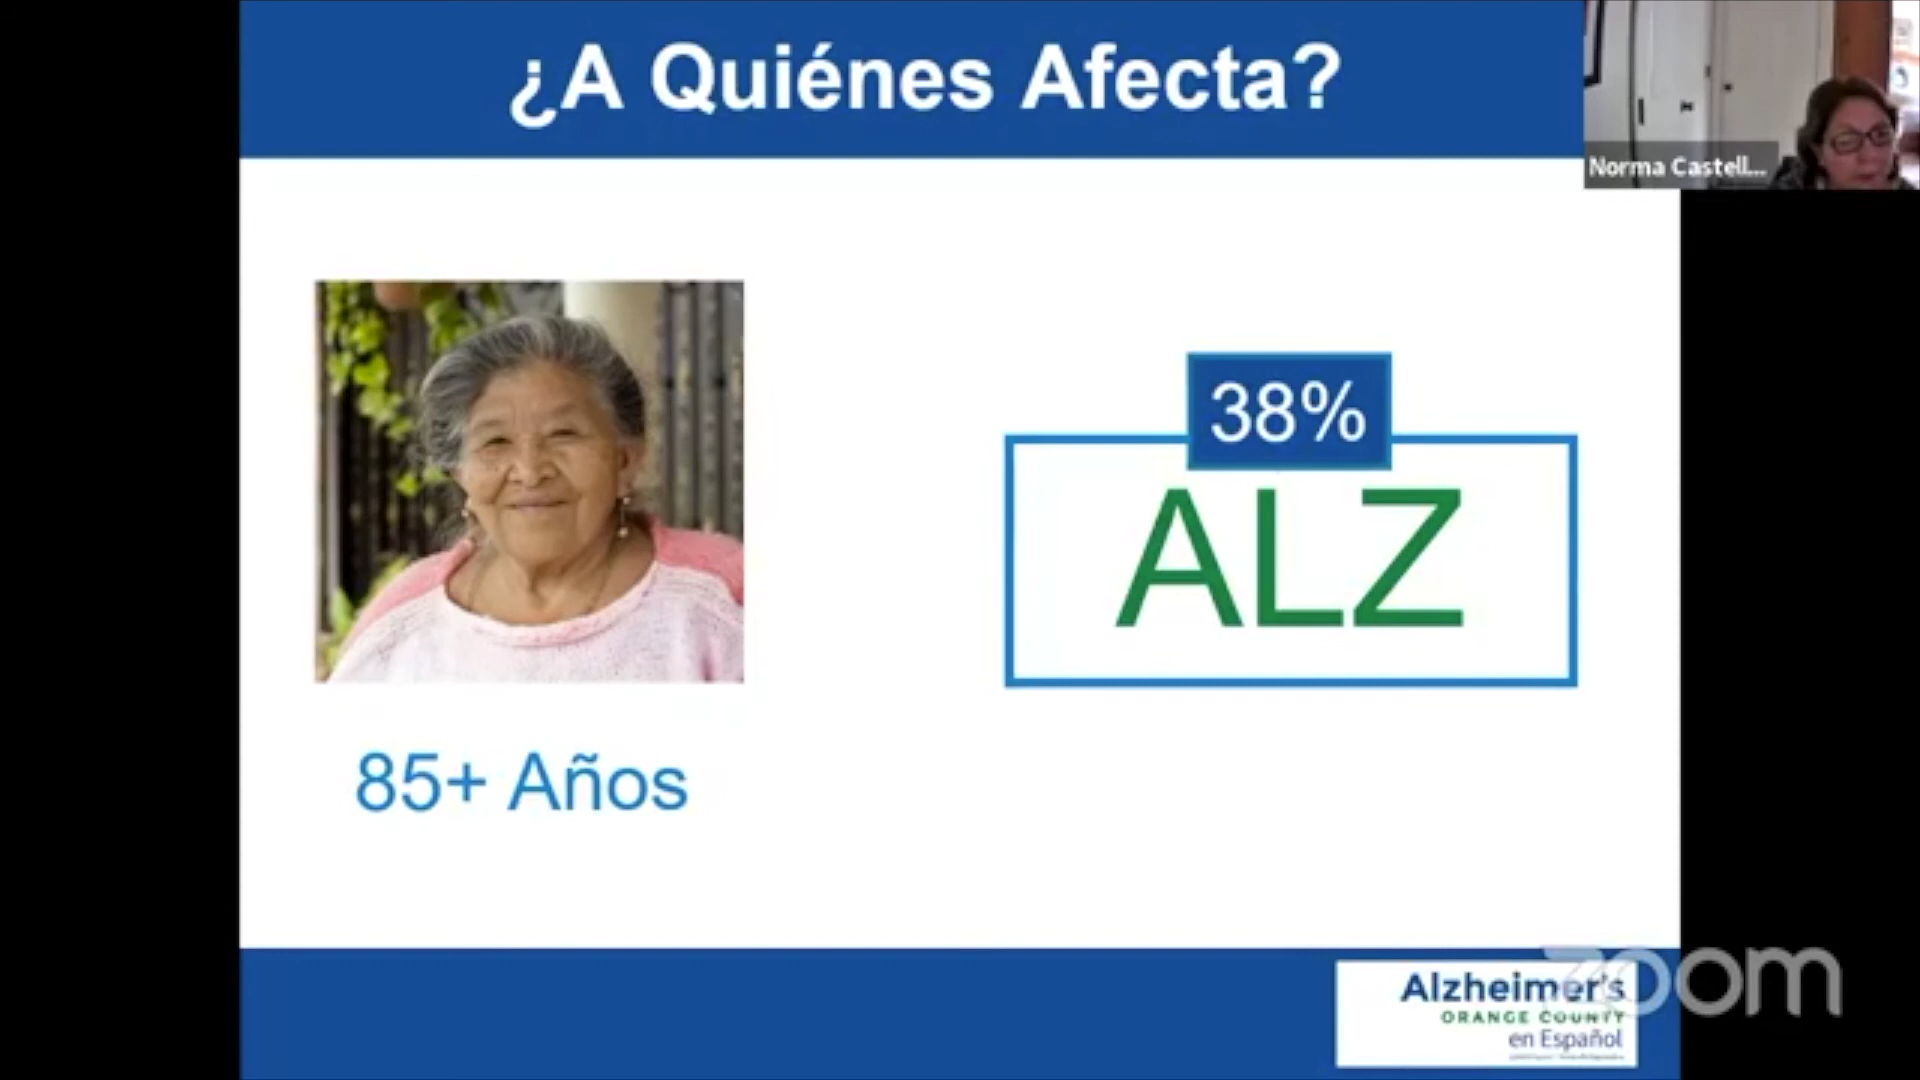 ¿A Quiénes Afecta?
Norma Castell...
38%
ALZ
85+ Años
Alzheimer's
ORANGE COUNTY
en Español
zoom